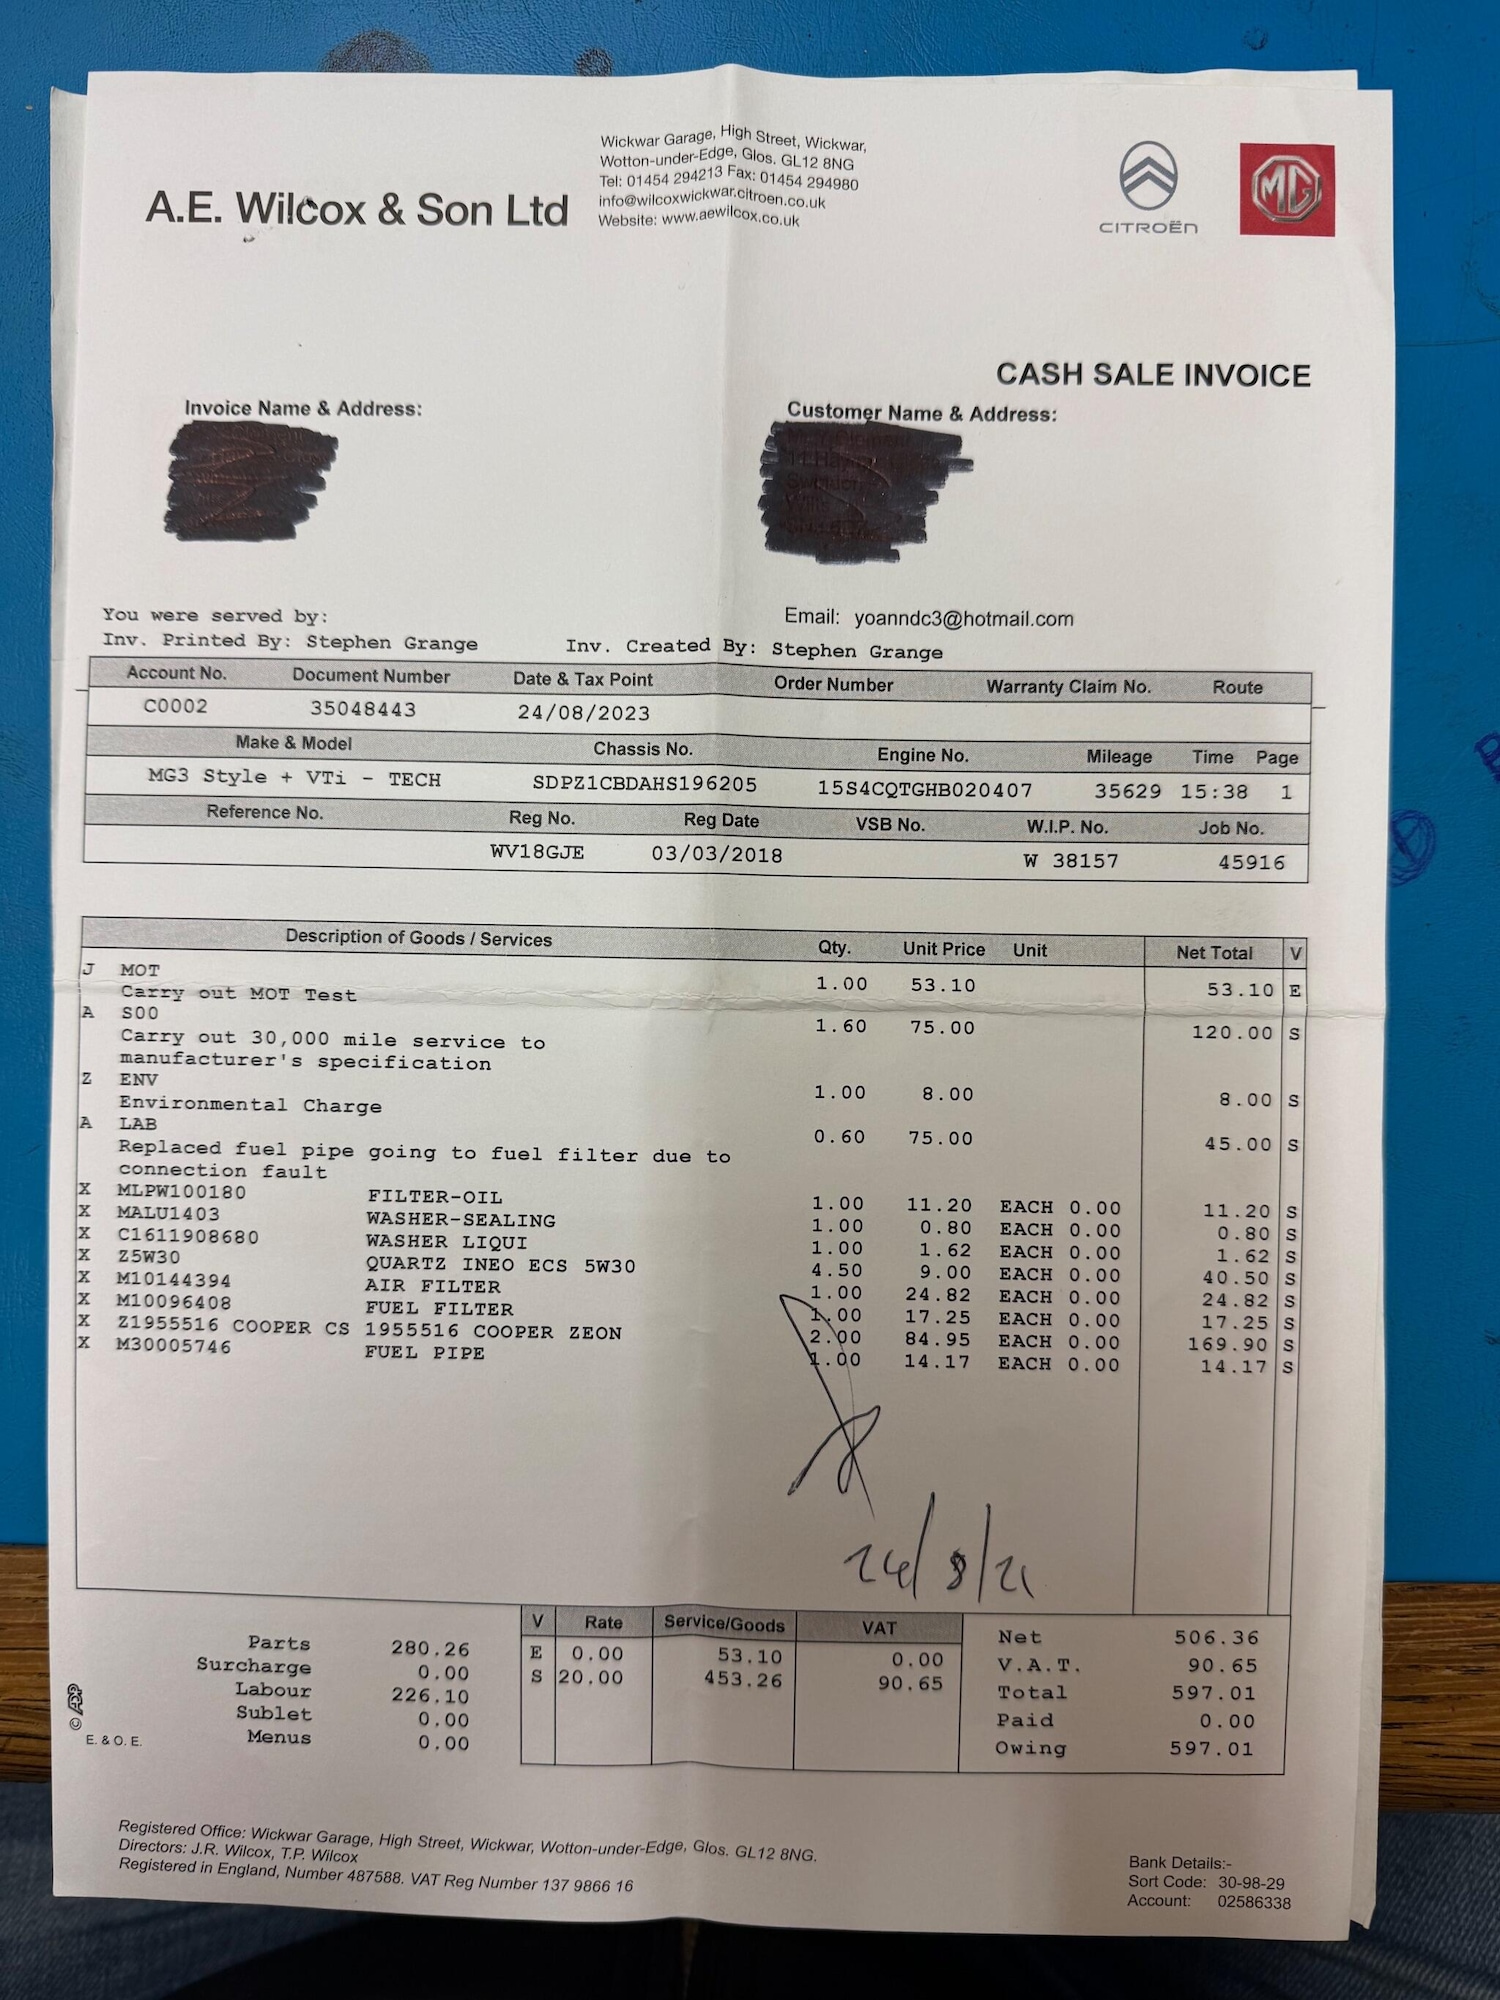 A.E. Wilcox & Son Ltd
Wickwar Garage, High Street, Wickwar,
Wotton-under-Edge, Glos. GL12 8NG
Tel: 01454 294213 Fax: 01454 294980
info@wilcoxwickwar.citroen.co.uk
Website: www.aewilcox.co.uk
CITROËN
MG
CASH SALE INVOICE
Invoice Name & Address:
Customer Name & Address:
You were served by:
Email: yoanndc3@hotmail.com
Inv. Printed By: Stephen Grange Inv. Created By: Stephen Grange
Account No. Document Number Date & Tax Point Order Number Warranty Claim No. Route
C0002 35048443 24/08/2023
Make & Model Chassis No. Engine No. Mileage Time Page
MG3 Style + VTi - TECH SDPZ1CBDAHS196205 15S4CQTGHB020407 35629 15:38 1
Reference No. Reg No. Reg Date VSB No. W.I.P. No. Job No.
WV18GJE 03/03/2018 W 38157 45916
Description of Goods / Services Qty. Unit Price Unit Net Total V
J MOT 1.00 53.10 53.10 E
Carry out MOT Test
A S00 1.60 75.00 120.00 S
Carry out 30,000 mile service to
manufacturer's specification
Z ENV 1.00 8.00 8.00 S
Environmental Charge
A LAB 0.60 75.00 45.00 S
Replaced fuel pipe going to fuel filter due to
connection fault
X MLPW100180 FILTER-OIL 1.00 11.20 EACH 0.00 11.20 S
X MALU1403 WASHER-SEALING 1.00 0.80 EACH 0.00 0.80 S
X C1611908680 WASHER LIQUI 1.00 1.62 EACH 0.00 1.62 S
X Z5W30 QUARTZ INEO ECS 5W30 4.50 9.00 EACH 0.00 40.50 S
X M10144394 AIR FILTER 1.00 24.82 EACH 0.00 24.82 S
X M10096408 FUEL FILTER 1.00 17.25 EACH 0.00 17.25 S
X Z1955516 COOPER CS 1955516 COOPER ZEON 2.00 84.95 EACH 0.00 169.90 S
X M30005746 FUEL PIPE 1.00 14.17 EACH 0.00 14.17 S
Parts 280.26
Surcharge 0.00
Labour 226.10
Sublet 0.00
Menus 0.00
© ADP
E. & O. E.
V Rate Service/Goods VAT
E 0.00 53.10 0.00
S 20.00 453.26 90.65
Net 506.36
V.A.T. 90.65
Total 597.01
Paid 0.00
Owing 597.01
Registered Office: Wickwar Garage, High Street, Wickwar, Wotton-under-Edge, Glos. GL12 8NG.
Directors: J.R. Wilcox, T.P. Wilcox
Registered in England, Number 487588. VAT Reg Number 137 9866 16
Bank Details:-
Sort Code: 30-98-29
Account: 02586338